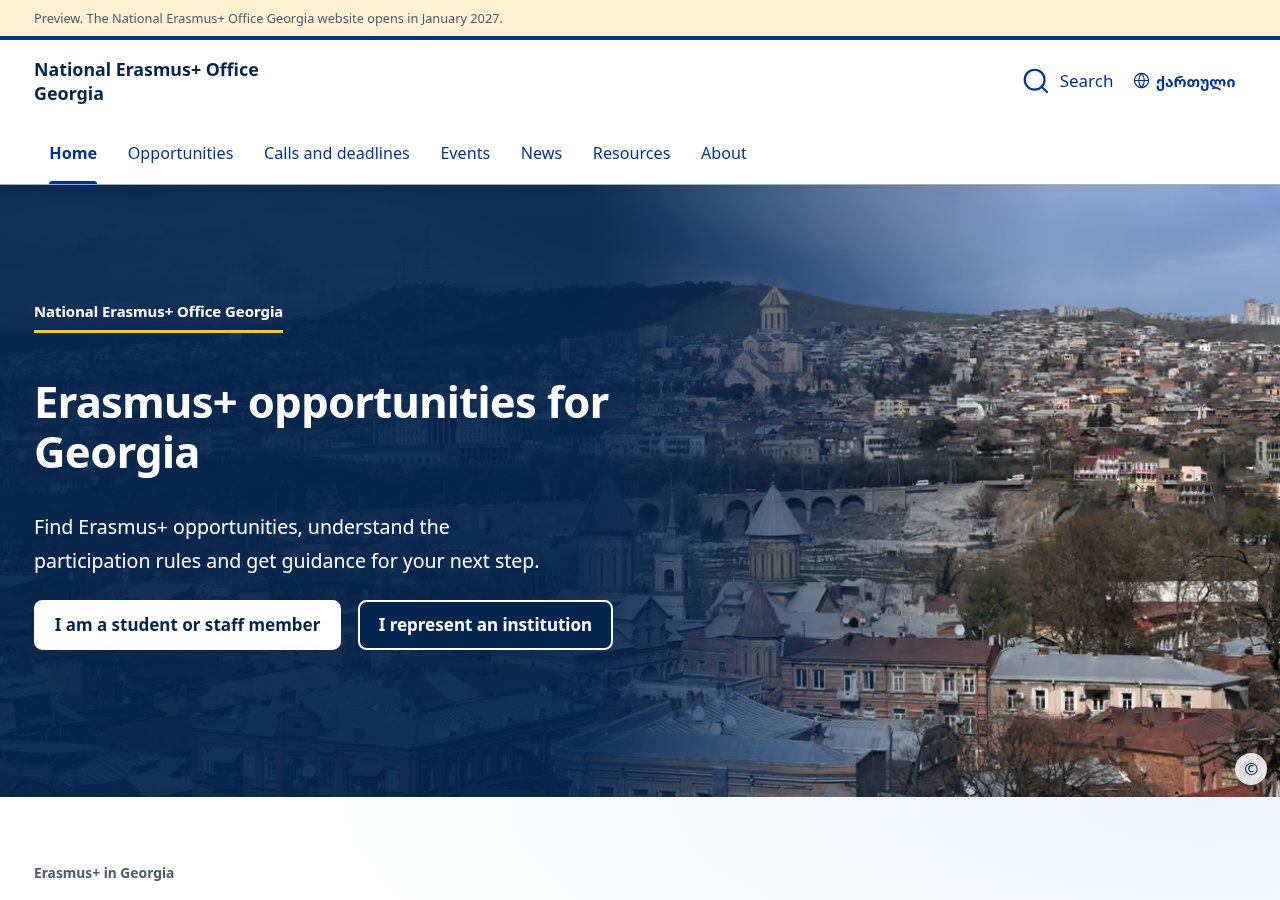 Preview. The National Erasmus+ Office Georgia website opens in January 2027.
National Erasmus+ Office
Georgia
Search
ქართული
Home
Opportunities
Calls and deadlines
Events
News
Resources
About
National Erasmus+ Office Georgia
Erasmus+ opportunities for
Georgia
Find Erasmus+ opportunities, understand the
participation rules and get guidance for your next step.
I am a student or staff member
I represent an institution
©
Erasmus+ in Georgia